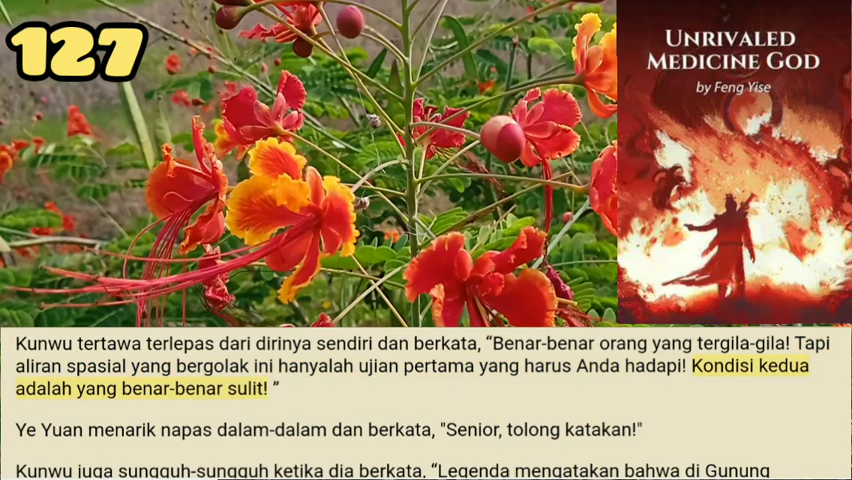 127
UNRIVALED
MEDICINE GOD
by Feng Yise
Kunwu tertawa terlepas dari dirinya sendiri dan berkata, “Benar-benar orang yang tergila-gila! Tapi
aliran spasial yang bergolak ini hanyalah ujian pertama yang harus Anda hadapi! Kondisi kedua
adalah yang benar-benar sulit! ”
Ye Yuan menarik napas dalam-dalam dan berkata, "Senior, tolong katakan!"
Kunwu juga sungguh-sungguh ketika dia berkata, “Legenda mengatakan bahwa di Gunung